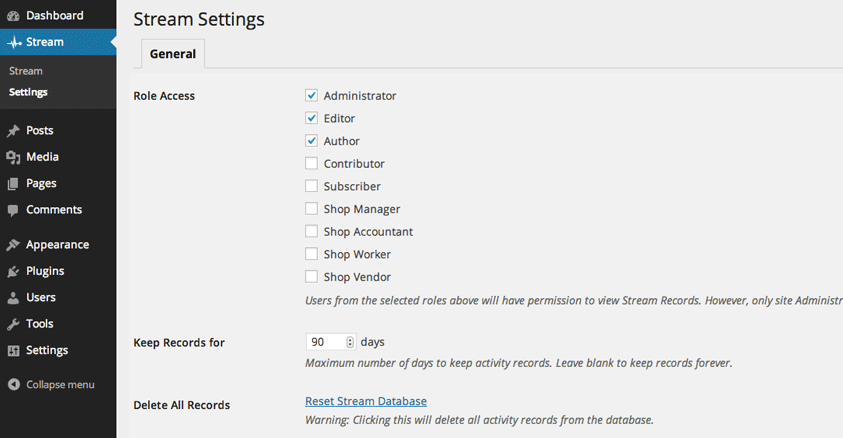 Dashboard
Stream
Stream
Settings
Posts
Media
Pages
Comments
Appearance
Plugins
Users
Tools
Settings
Collapse menu
Stream Settings
General
Role Access
Administrator
Editor
Author
Contributor
Subscriber
Shop Manager
Shop Accountant
Shop Worker
Shop Vendor
Users from the selected roles above will have permission to view Stream Records. However, only site Administr
Keep Records for
90 days
Maximum number of days to keep activity records. Leave blank to keep records forever.
Delete All Records
Reset Stream Database
Warning: Clicking this will delete all activity records from the database.